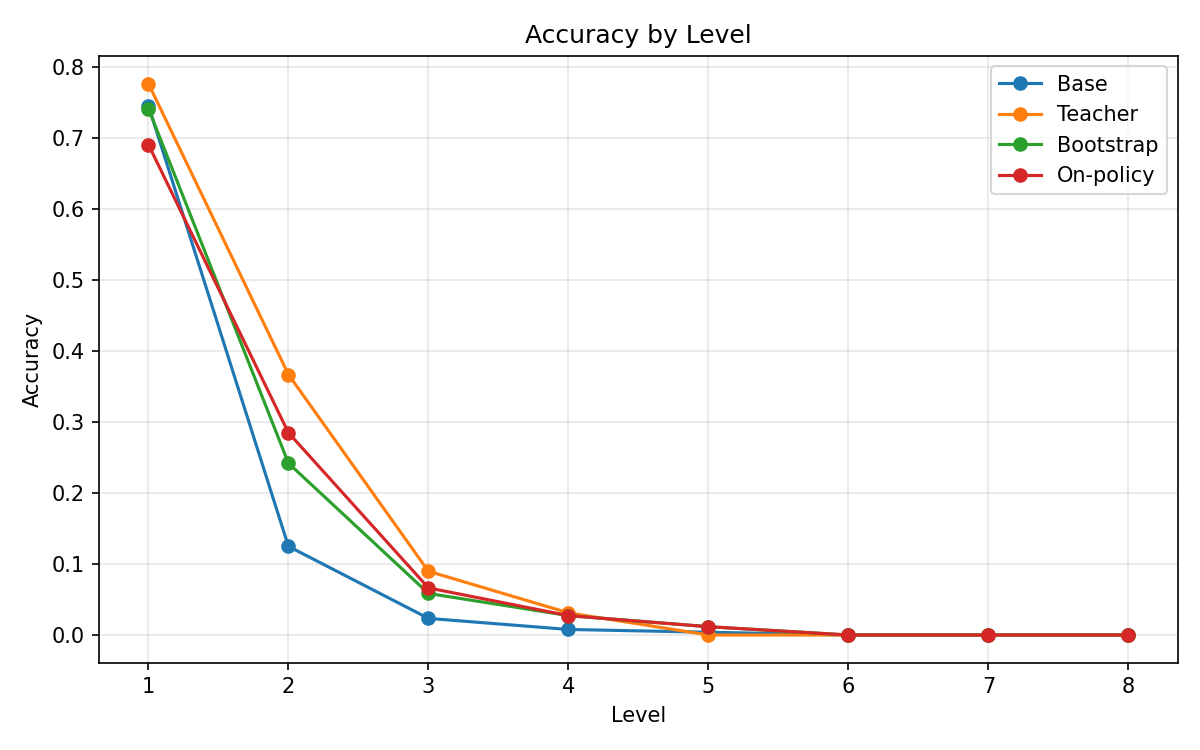 Accuracy by Level
0.8
0.7
0.6
0.5
0.4
0.3
0.2
0.1
0.0
Accuracy
1 2 3 4 5 6 7 8
Level
Base
Teacher
Bootstrap
On-policy